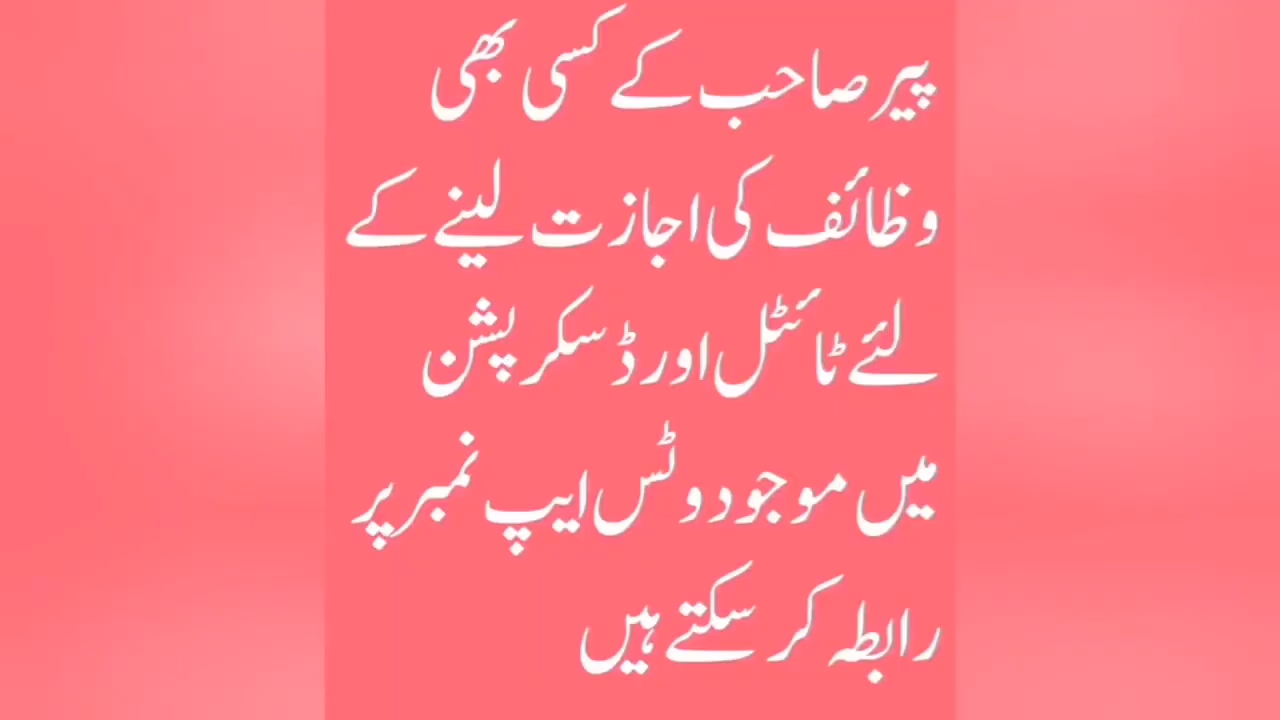 پیر صاحب کے کسی بھی
وظائف کی اجازت لینے کے
لئے ٹائٹل اور ڈسکرپشن
میں موجود وٹس ایپ نمبر پر
رابطہ کر سکتے ہیں